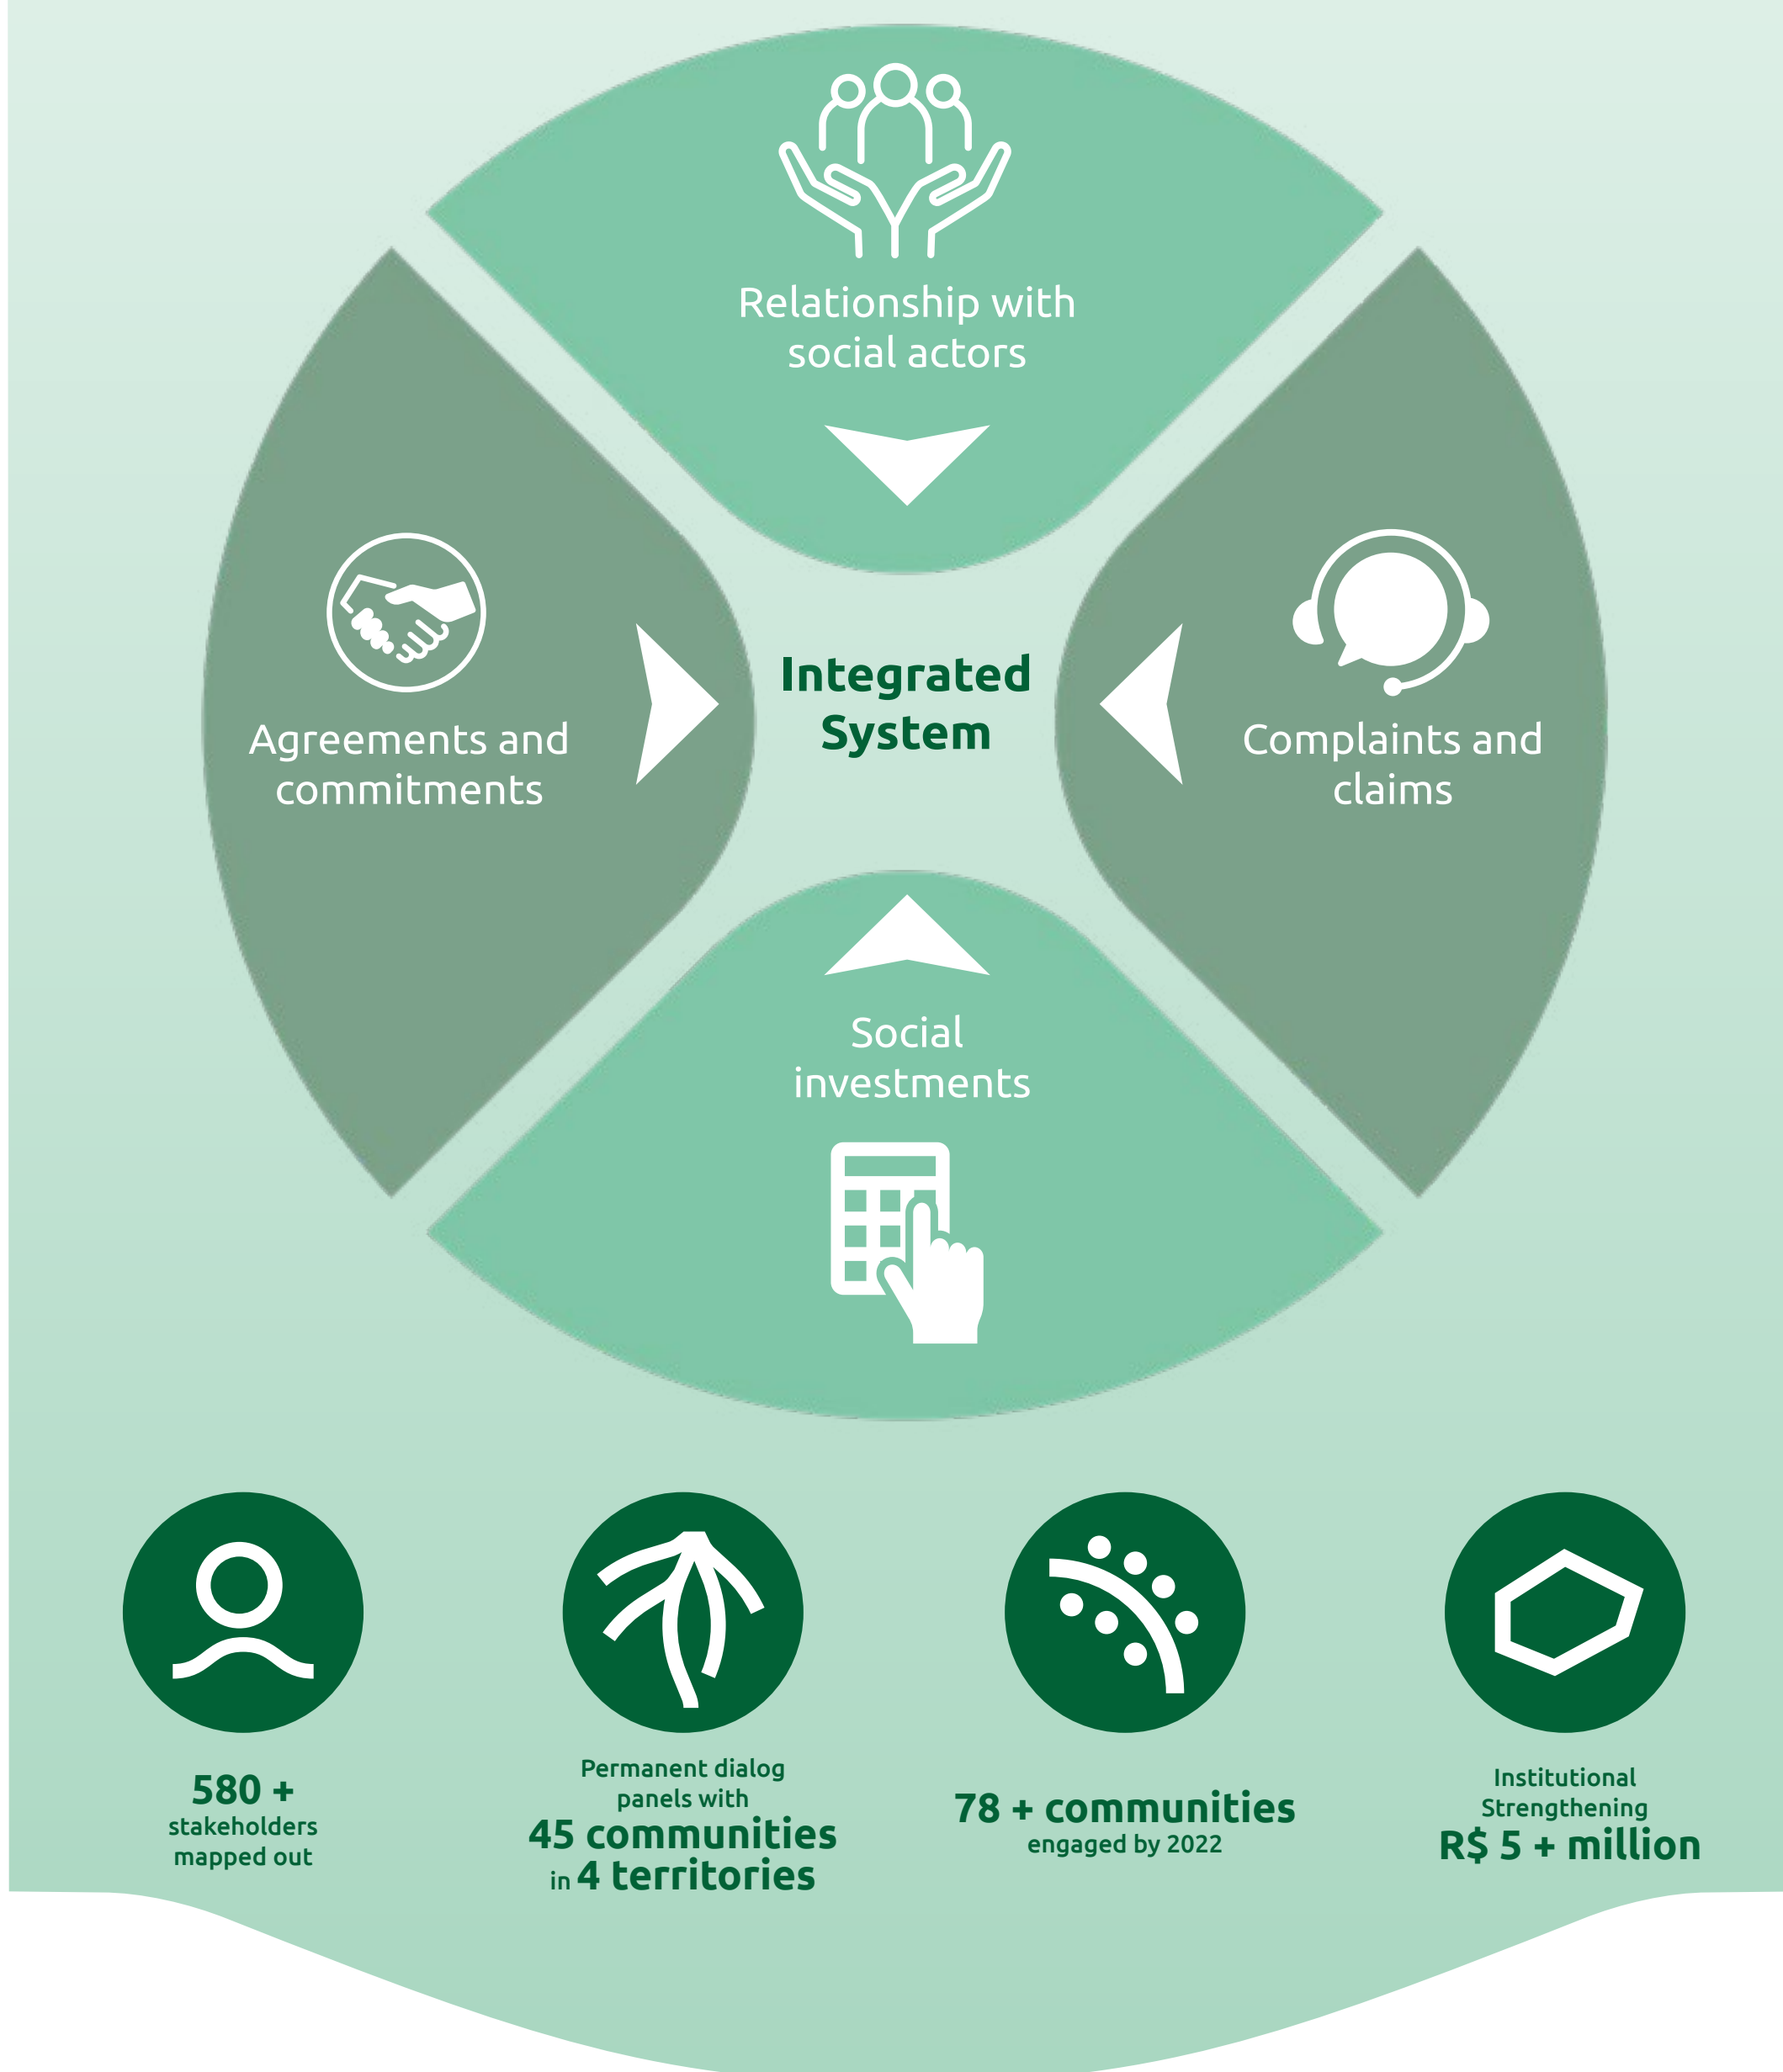 Relationship with
social actors
Agreements and
commitments
Integrated
System
Complaints and
claims
Social
investments
580 +
stakeholders
mapped out
Permanent dialog
panels with
45 communities
in 4 territories
78 + communities
engaged by 2022
Institutional
Strengthening
R$ 5 + million